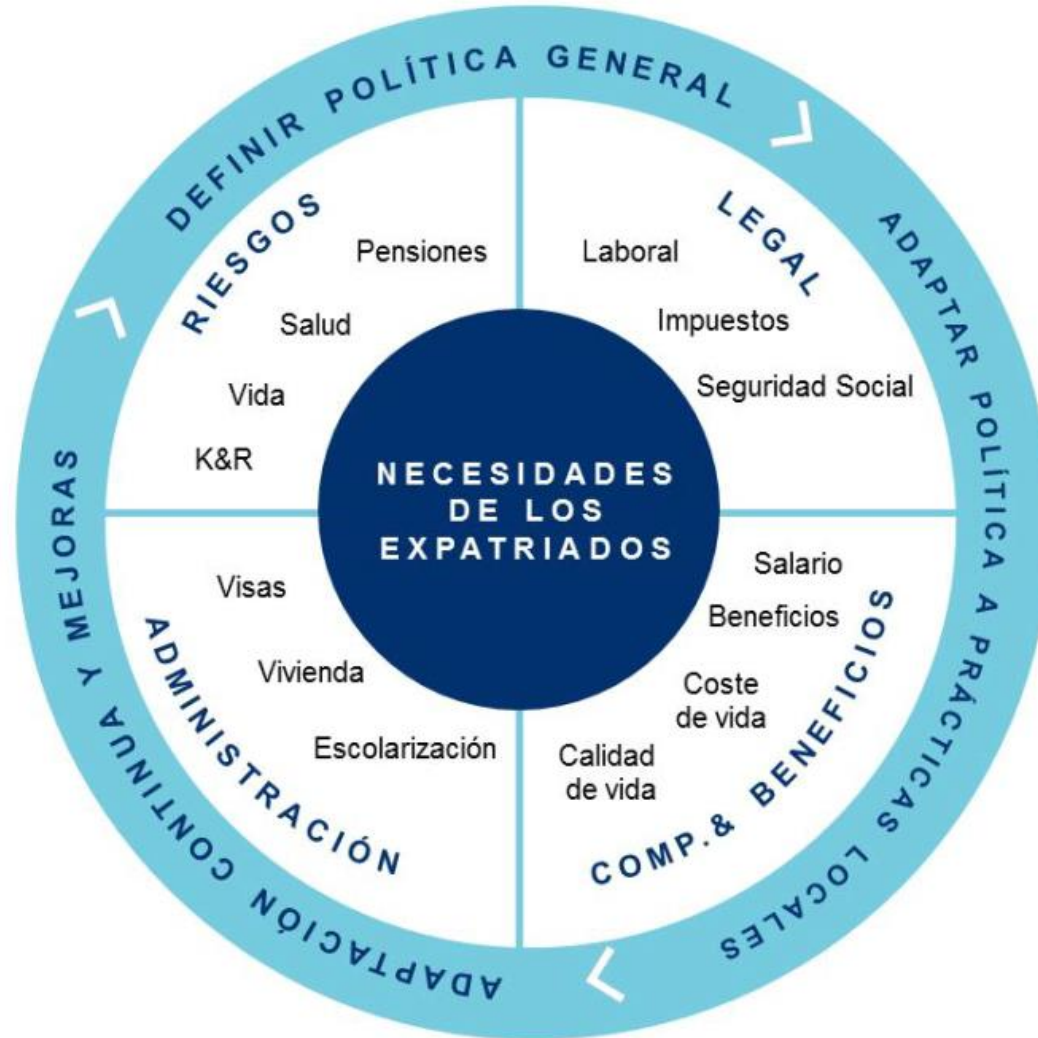 DEFINIR POLÍTICA GENERAL
ADAPTAR POLÍTICA A PRÁCTICAS LOCALES
ADAPTACIÓN CONTINUA Y MEJORAS
RIESGOS
Pensiones
Salud
Vida
K&R
LEGAL
Laboral
Impuestos
Seguridad Social
NECESIDADES
DE LOS
EXPATRIADOS
ADMINISTRACIÓN
Visas
Vivienda
Escolarización
COMP.& BENEFICIOS
Salario
Beneficios
Coste
de vida
Calidad
de vida